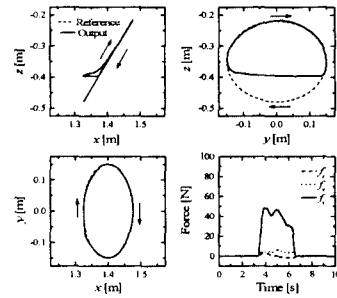 Reference
Output
-0.2
-0.3
-0.4
-0.5
z [m]
1.3 1.4 1.5
x [m]
-0.2
-0.3
-0.4
-0.5
z [m]
-0.1 0.0 0.1
y [m]
0.1
0.0
-0.1
y [m]
1.3 1.4 1.5
x [m]
100
80
60
40
20
0
Force [N]
0 2 4 6 8 10
Time [s]